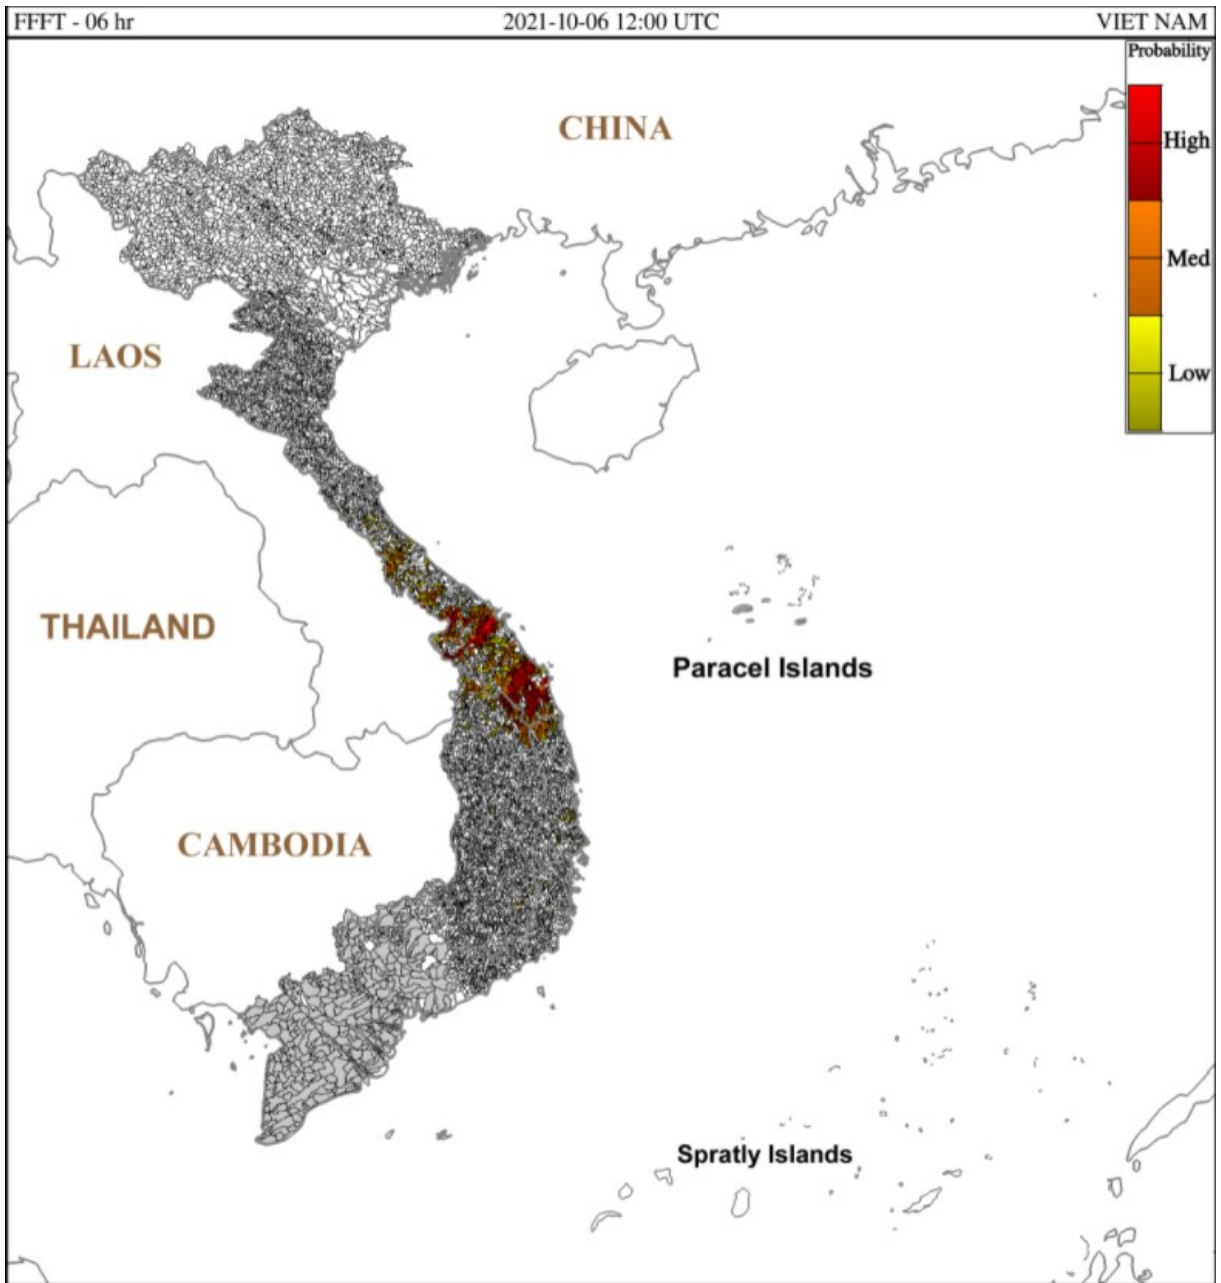 FFFT - 06 hr 2021-10-06 12:00 UTC VIET NAM
Probability
CHINA
High
Med
LAOS
Low
THAILAND
Paracel Islands
CAMBODIA
Spratly Islands